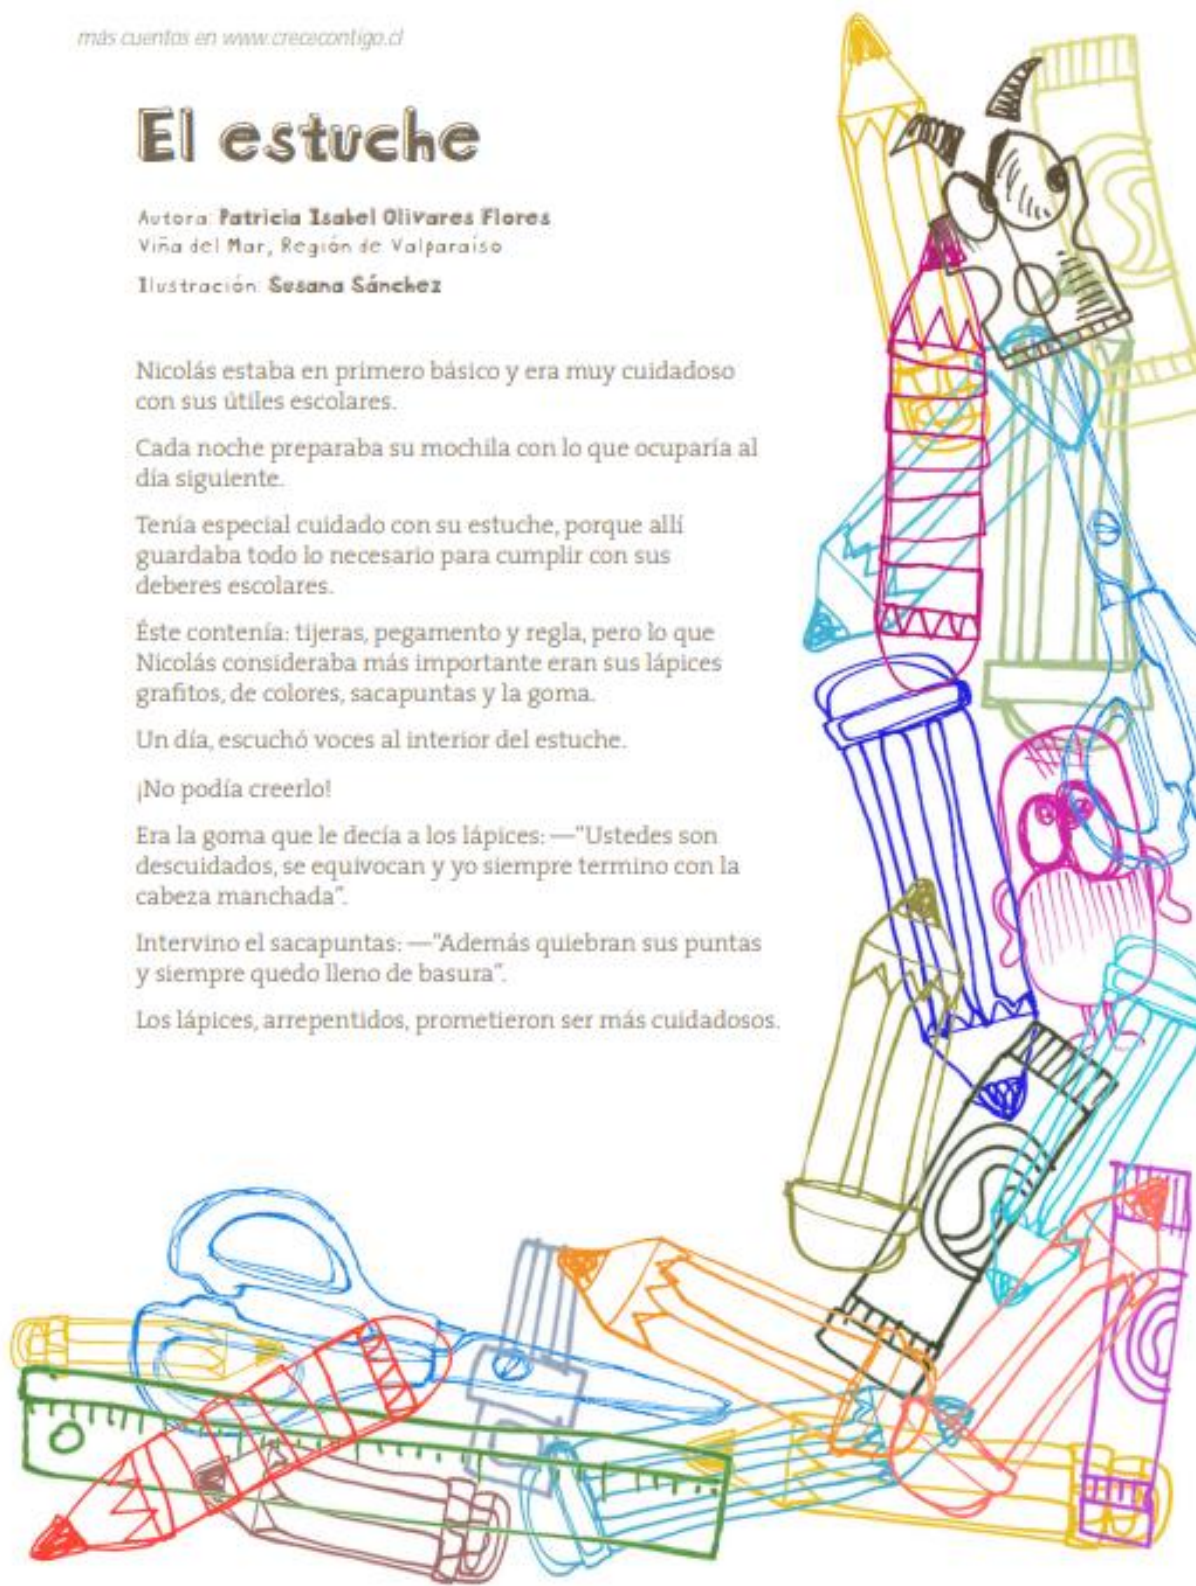 más cuentos en www.crececontigo.cl
El estuche
Autora: Patricia Isabel Olivares Flores
Viña del Mar, Región de Valparaíso
Ilustración: Susana Sánchez
Nicolás estaba en primero básico y era muy cuidadoso
con sus útiles escolares.
Cada noche preparaba su mochila con lo que ocuparía al
día siguiente.
Tenía especial cuidado con su estuche, porque allí
guardaba todo lo necesario para cumplir con sus
deberes escolares.
Éste contenía: tijeras, pegamento y regla, pero lo que
Nicolás consideraba más importante eran sus lápices
grafitos, de colores, sacapuntas y la goma.
Un día, escuchó voces al interior del estuche.
¡No podía creerlo!
Era la goma que le decía a los lápices: —"Ustedes son
descuidados, se equivocan y yo siempre termino con la
cabeza manchada".
Intervino el sacapuntas: —"Además quiebran sus puntas
y siempre quedo lleno de basura".
Los lápices, arrepentidos, prometieron ser más cuidadosos.